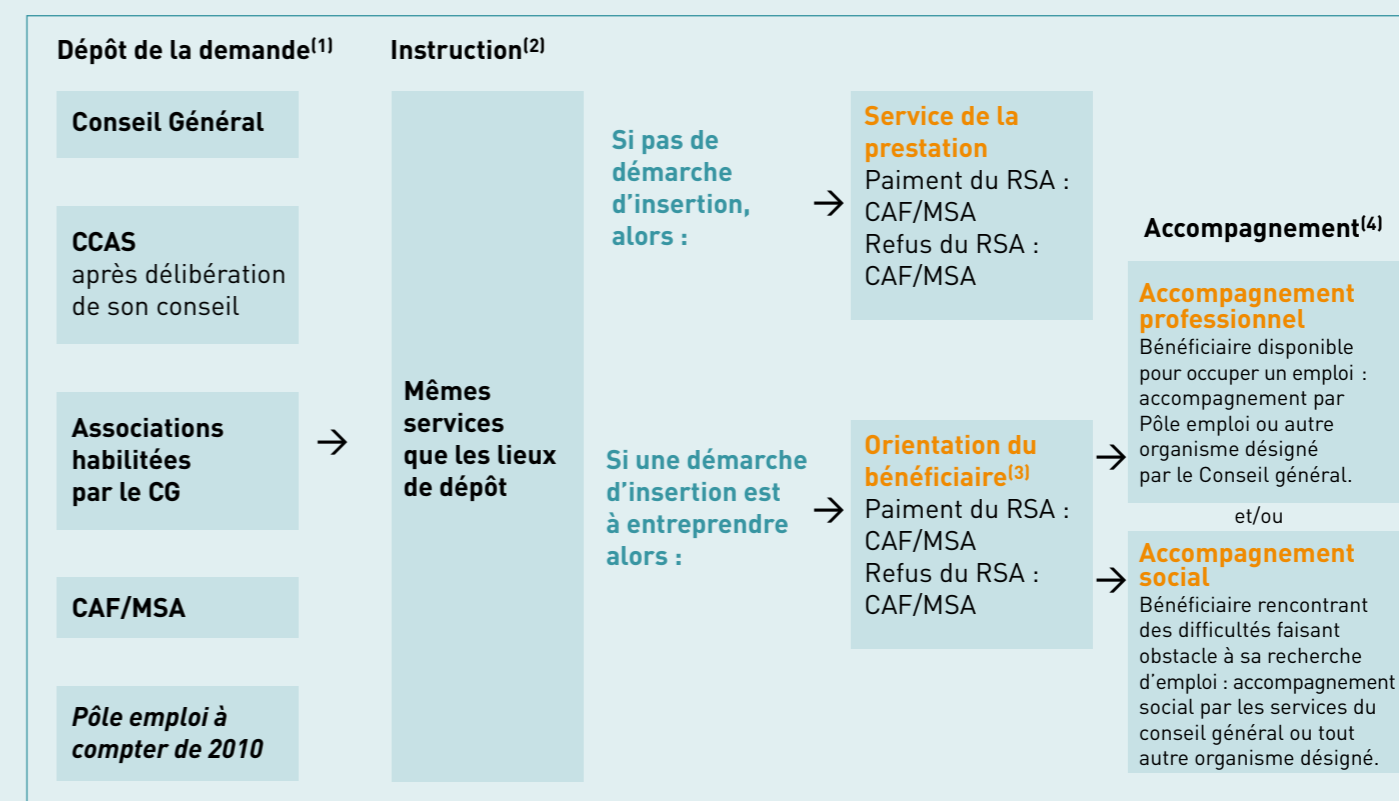 Dépôt de la demande(1)
Instruction(2)
Conseil Général
CCAS
après délibération
de son conseil
Associations
habilitées
par le CG
CAF/MSA
Pôle emploi à
compter de 2010
→
Mêmes
services
que les lieux
de dépôt
Si pas de
démarche
d’insertion,
alors :
→
Service de la
prestation
Paiment du RSA :
CAF/MSA
Refus du RSA :
CAF/MSA
Si une démarche
d’insertion est
à entreprendre
alors :
→
Orientation du
bénéficiaire(3)
Paiment du RSA :
CAF/MSA
Refus du RSA :
CAF/MSA
Accompagnement(4)
→
Accompagnement
professionnel
Bénéficiaire disponible
pour occuper un emploi :
accompagnement par
Pôle emploi ou autre
organisme désigné
par le Conseil général.
et/ou
→
Accompagnement
social
Bénéficiaire rencontrant
des difficultés faisant
obstacle à sa recherche
d’emploi : accompagnement
social par les services du
conseil général ou tout
autre organisme désigné.